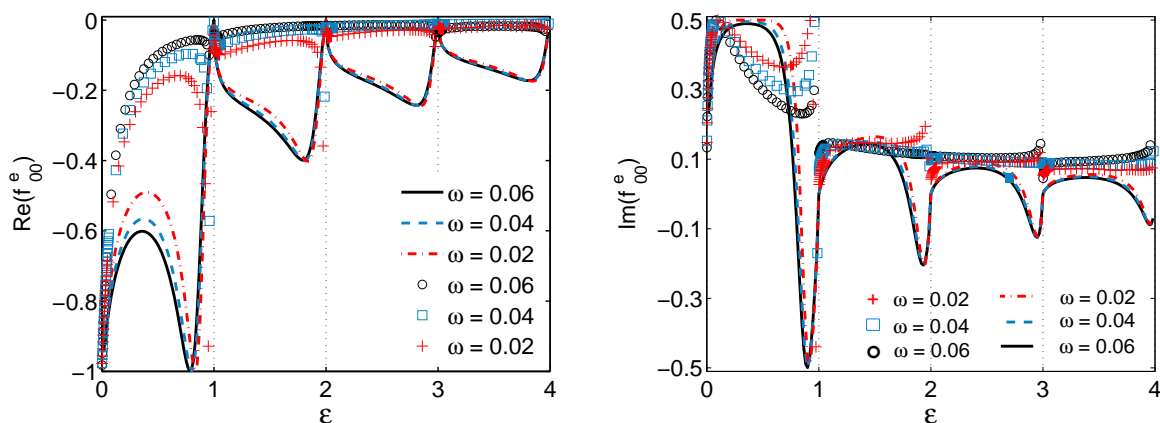 0
−0.2
−0.4
−0.6
−0.8
−1
Re(f e 00)
0 1 2 3 4
ε
ω = 0.06
ω = 0.04
ω = 0.02
ω = 0.06
ω = 0.04
ω = 0.02
0.5
0.3
0.1
−0.1
−0.3
−0.5
Im(f e 00)
0 1 2 3 4
ε
ω = 0.02 ω = 0.02
ω = 0.04 ω = 0.04
ω = 0.06 ω = 0.06